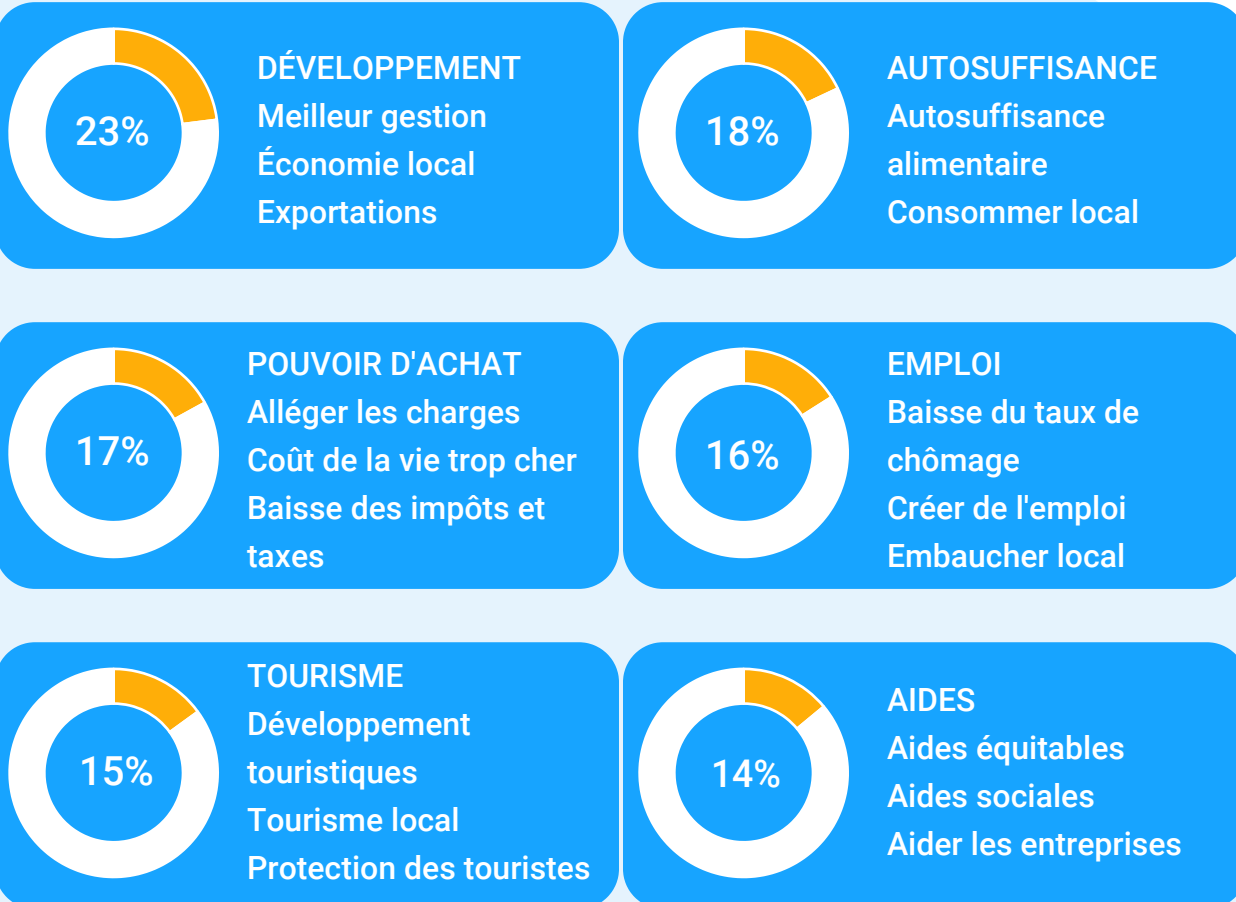 23%
DÉVELOPPEMENT
Meilleur gestion
Économie local
Exportations
18%
AUTOSUFFISANCE
Autosuffisance
alimentaire
Consommer local
17%
POUVOIR D'ACHAT
Alléger les charges
Coût de la vie trop cher
Baisse des impôts et
taxes
16%
EMPLOI
Baisse du taux de
chômage
Créer de l'emploi
Embaucher local
15%
TOURISME
Développement
touristiques
Tourisme local
Protection des touristes
14%
AIDES
Aides équitables
Aides sociales
Aider les entreprises